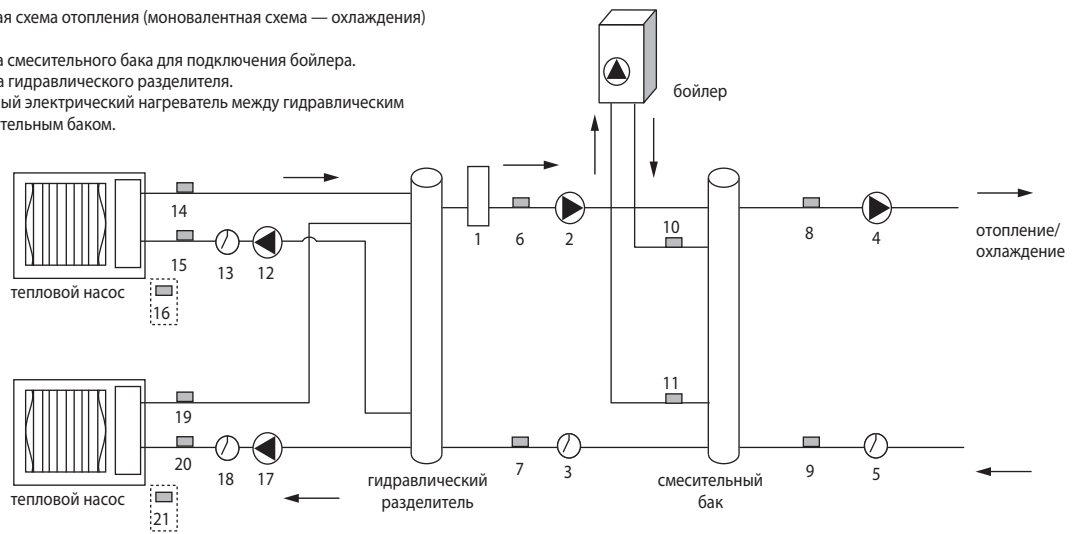 ая схема отопления (моновалентная схема — охлаждения)
а смесительного бака для подключения бойлера.
а гидравлического разделителя.
ый электрический нагреватель между гидравлическим
тельным баком.
бойлер
14
15
13
12
тепловой насос
16
1
6
2
10
8
4
отопление/
охлаждение
11
19
20
18
17
тепловой насос
21
гидравлический
разделитель
7
3
смесительный
бак
9
5